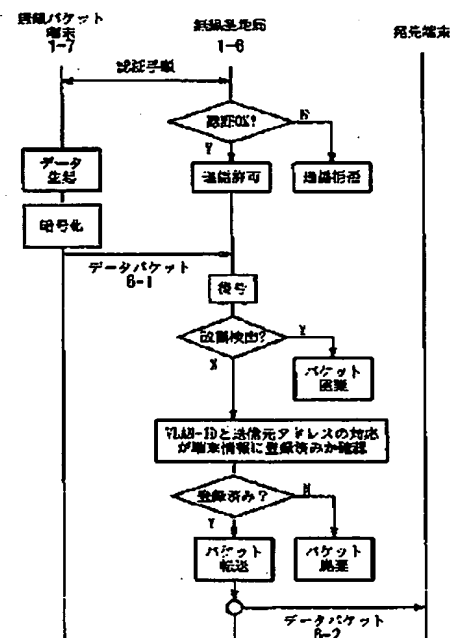 無線パケット
端末
1-7
無線基地局
1-6
宛先端末
認証手順
認証OK?
N
Y
データ
生起
通信許可
通信拒否
暗号化
データパケット
6-1
復号
改竄検出?
Y
N
パケット
廃棄
VLAN-IDと送信元アドレスの対応
が端末情報に登録済みか確認
登録済み?
N
Y
パケット
転送
パケット
廃棄
データパケット
6-2